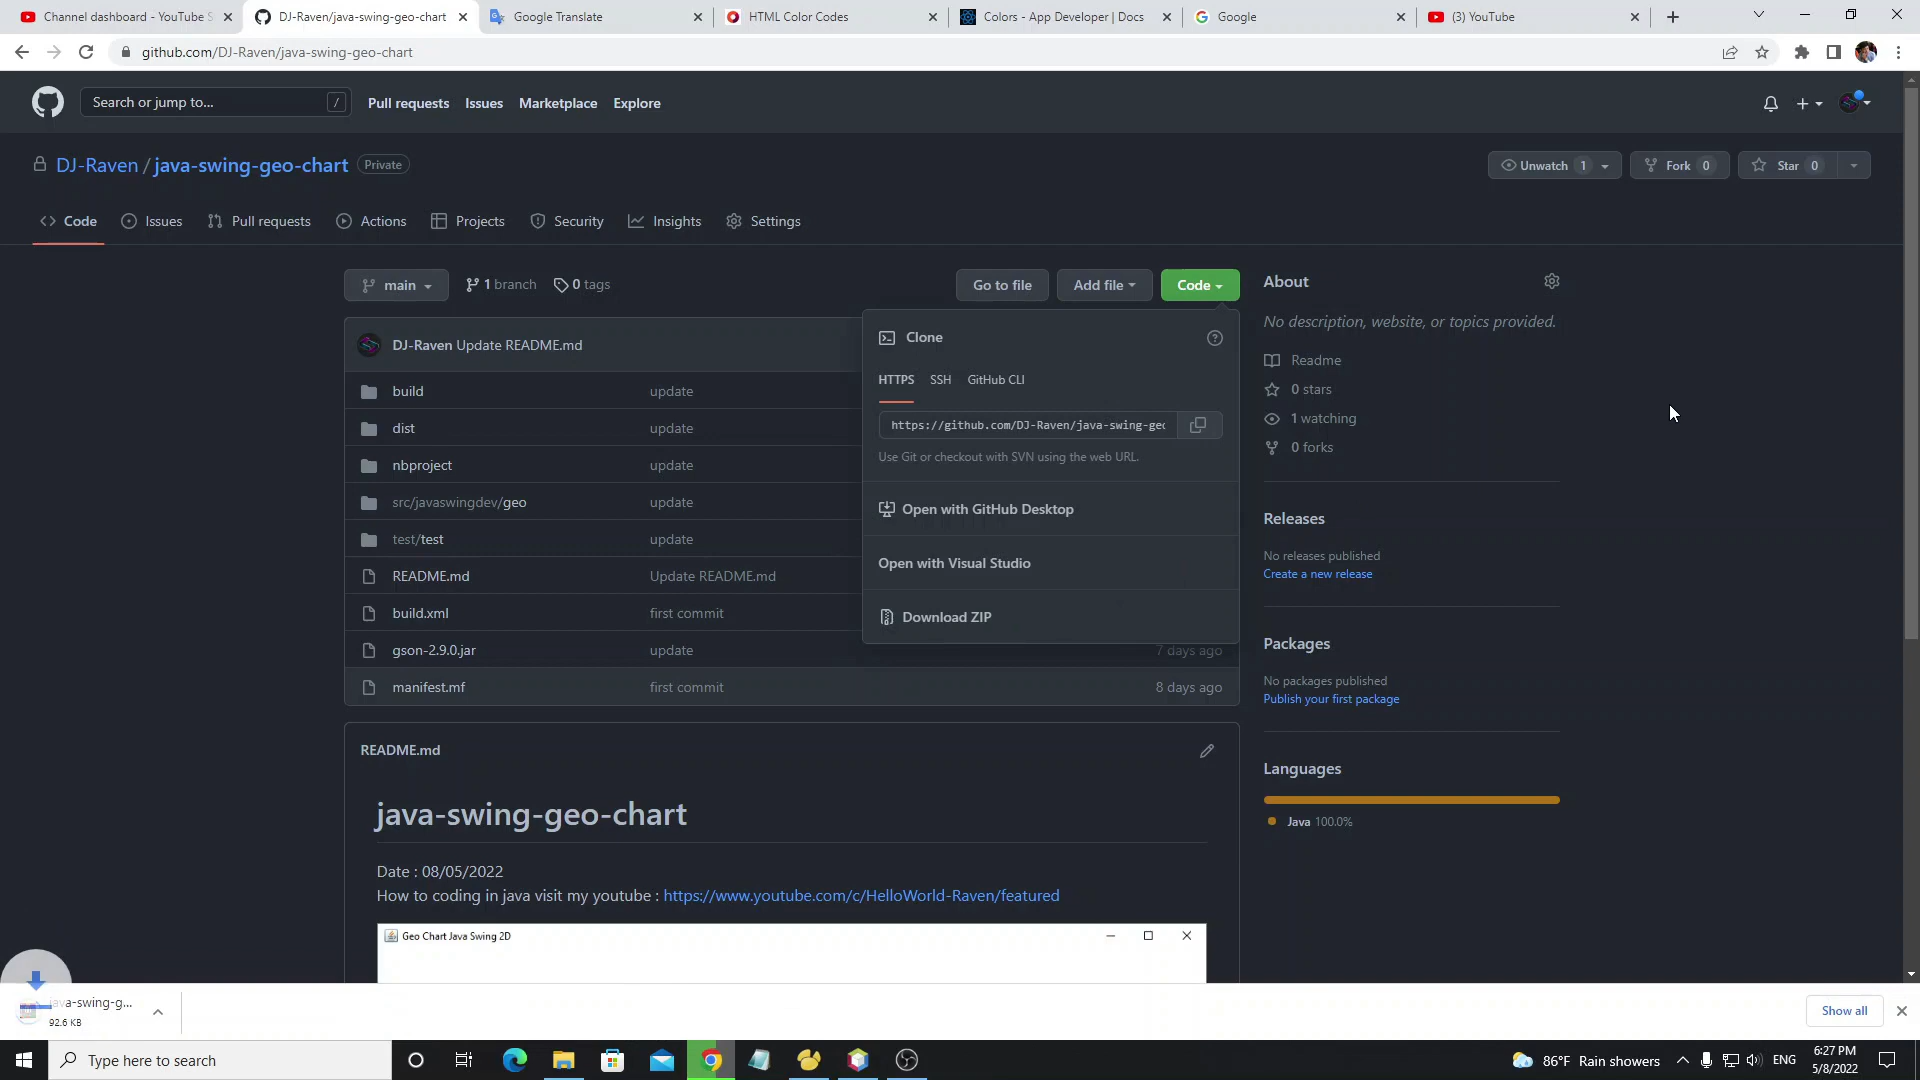 Channel dashboard - YouTube S
DJ-Raven/java-swing-geo-chart
Google Translate
HTML Color Codes
Colors - App Developer | Docs
Google
(3) YouTube
github.com/DJ-Raven/java-swing-geo-chart
Search or jump to...
/
Pull requests
Issues
Marketplace
Explore
DJ-Raven / java-swing-geo-chart
Private
Unwatch 1
Fork 0
Star 0
Code
Issues
Pull requests
Actions
Projects
Security
Insights
Settings
main
1 branch
0 tags
Go to file
Add file
Code
About
No description, website, or topics provided.
Readme
0 stars
1 watching
0 forks
DJ-Raven Update README.md
build update
dist update
nbproject update
src/javaswingdev/geo update
test/test update
README.md Update README.md
build.xml first commit
gson-2.9.0.jar update 7 days ago
manifest.mf first commit 8 days ago
Clone
HTTPS SSH GitHub CLI
https://github.com/DJ-Raven/java-swing-geo
Use Git or checkout with SVN using the web URL.
Open with GitHub Desktop
Open with Visual Studio
Download ZIP
Releases
No releases published
Create a new release
Packages
No packages published
Publish your first package
Languages
Java 100.0%
README.md
java-swing-geo-chart
Date : 08/05/2022
How to coding in java visit my youtube : https://www.youtube.com/c/HelloWorld-Raven/featured
Geo Chart Java Swing 2D
java-swing-g...
92.6 KB
Show all
Type here to search
86°F Rain showers
ENG
6:27 PM
5/8/2022